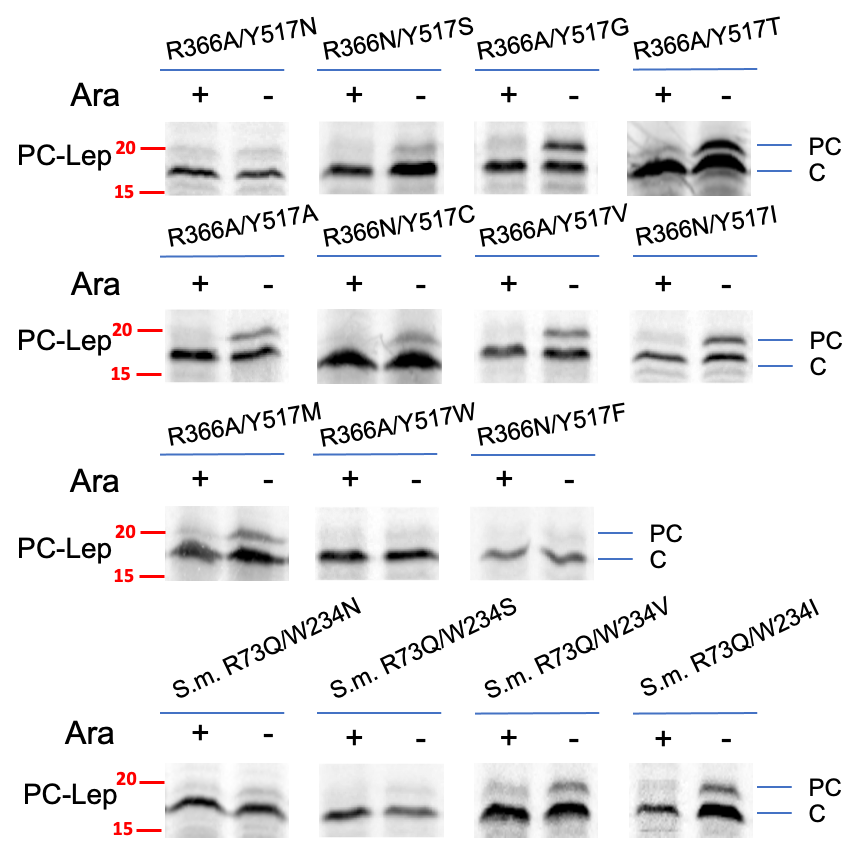 R366A/Y517N R366N/Y517S R366A/Y517G R366A/Y517T
Ara + - + - + - + -
PC-Lep 20 PC
15 C
R366A/Y517A R366N/Y517C R366A/Y517V R366N/Y517I
Ara + - + - + - + -
PC-Lep 20 PC
15 C
R366A/Y517M R366A/Y517W R366N/Y517F
Ara + - + - + -
PC-Lep 20 PC
15 C
S.m. R73Q/W234N S.m. R73Q/W234S S.m. R73Q/W234V S.m. R73Q/W234I
Ara + - + - + - + -
PC-Lep 20 PC
15 C